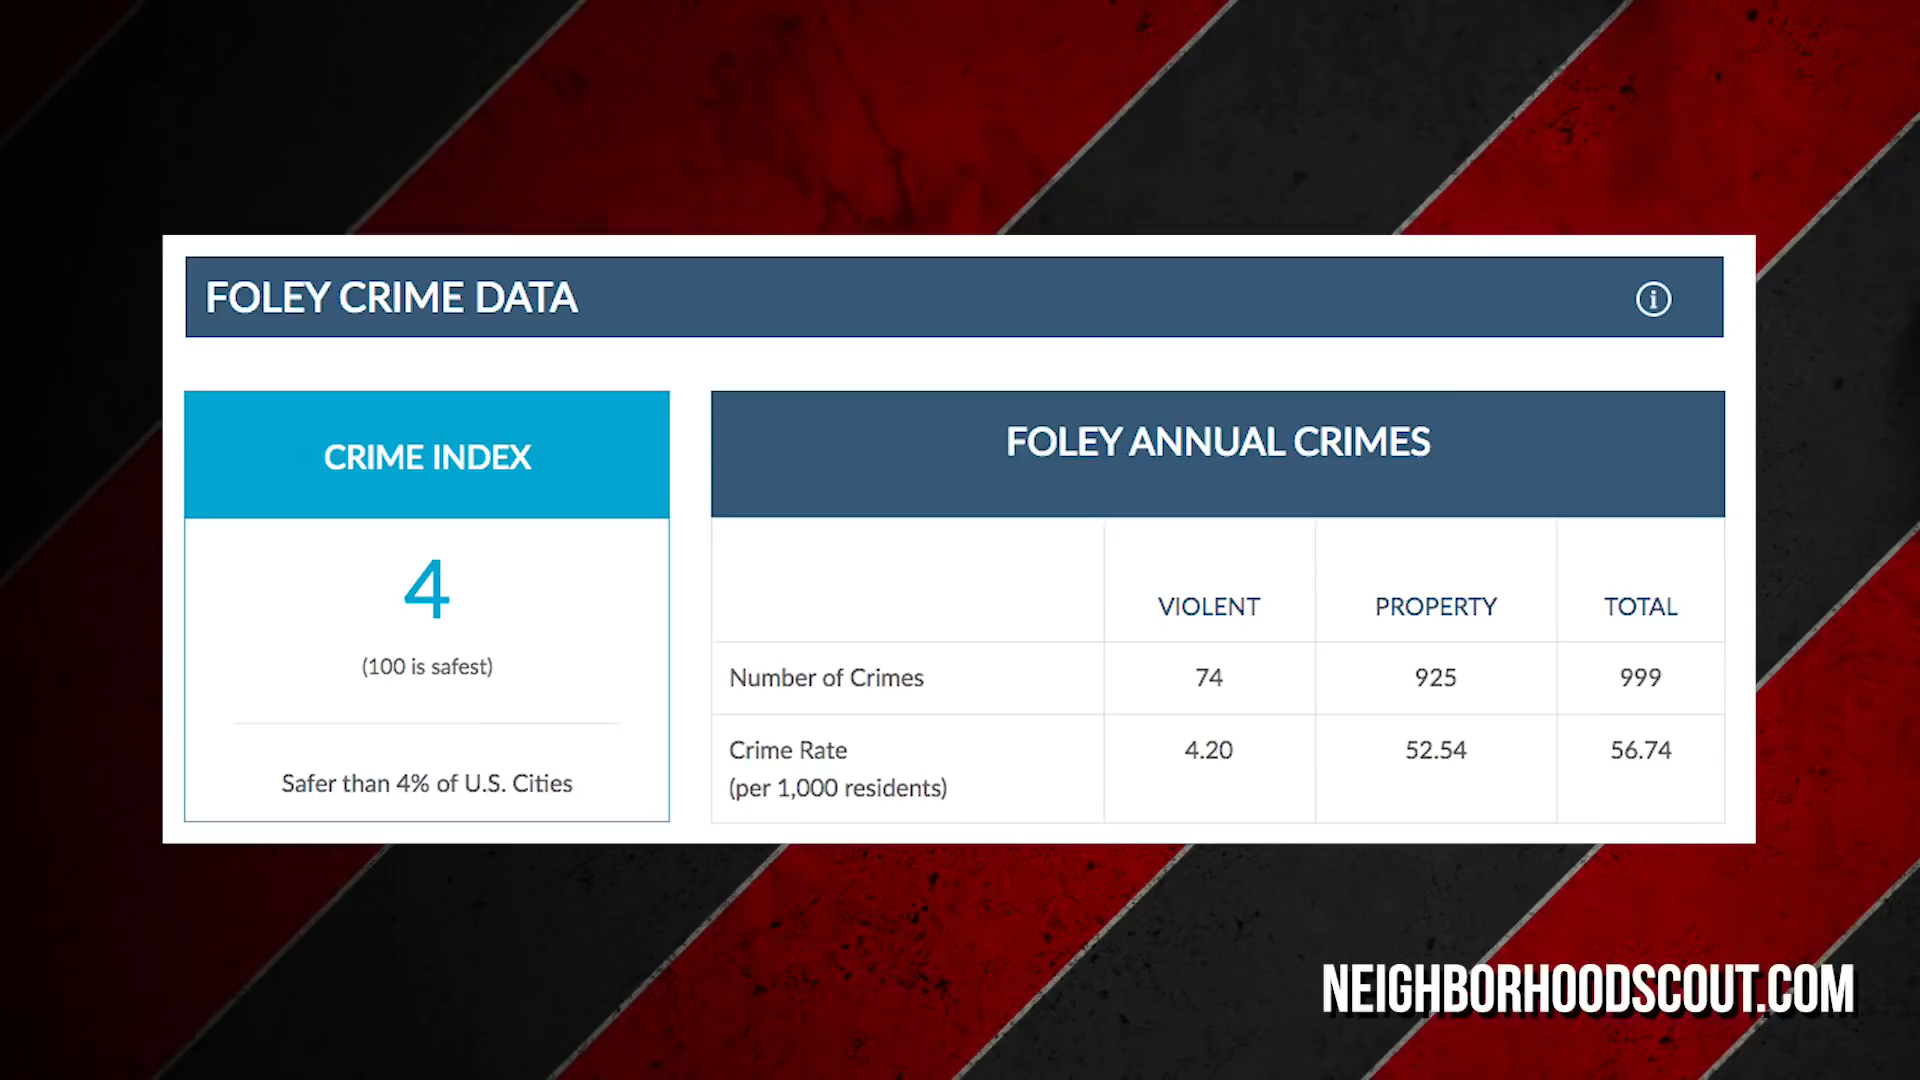 FOLEY CRIME DATA
i
CRIME INDEX
4
(100 is safest)
Safer than 4% of U.S. Cities
FOLEY ANNUAL CRIMES
VIOLENT PROPERTY TOTAL
Number of Crimes 74 925 999
Crime Rate 4.20 52.54 56.74
(per 1,000 residents)
NEIGHBORHOODSCOUT.COM